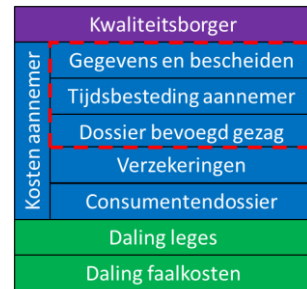 Kwaliteitsborger
Kosten aannemer
Gegevens en bescheiden
Tijdsbesteding aannemer
Dossier bevoegd gezag
Verzekeringen
Consumentendossier
Daling leges
Daling faalkosten